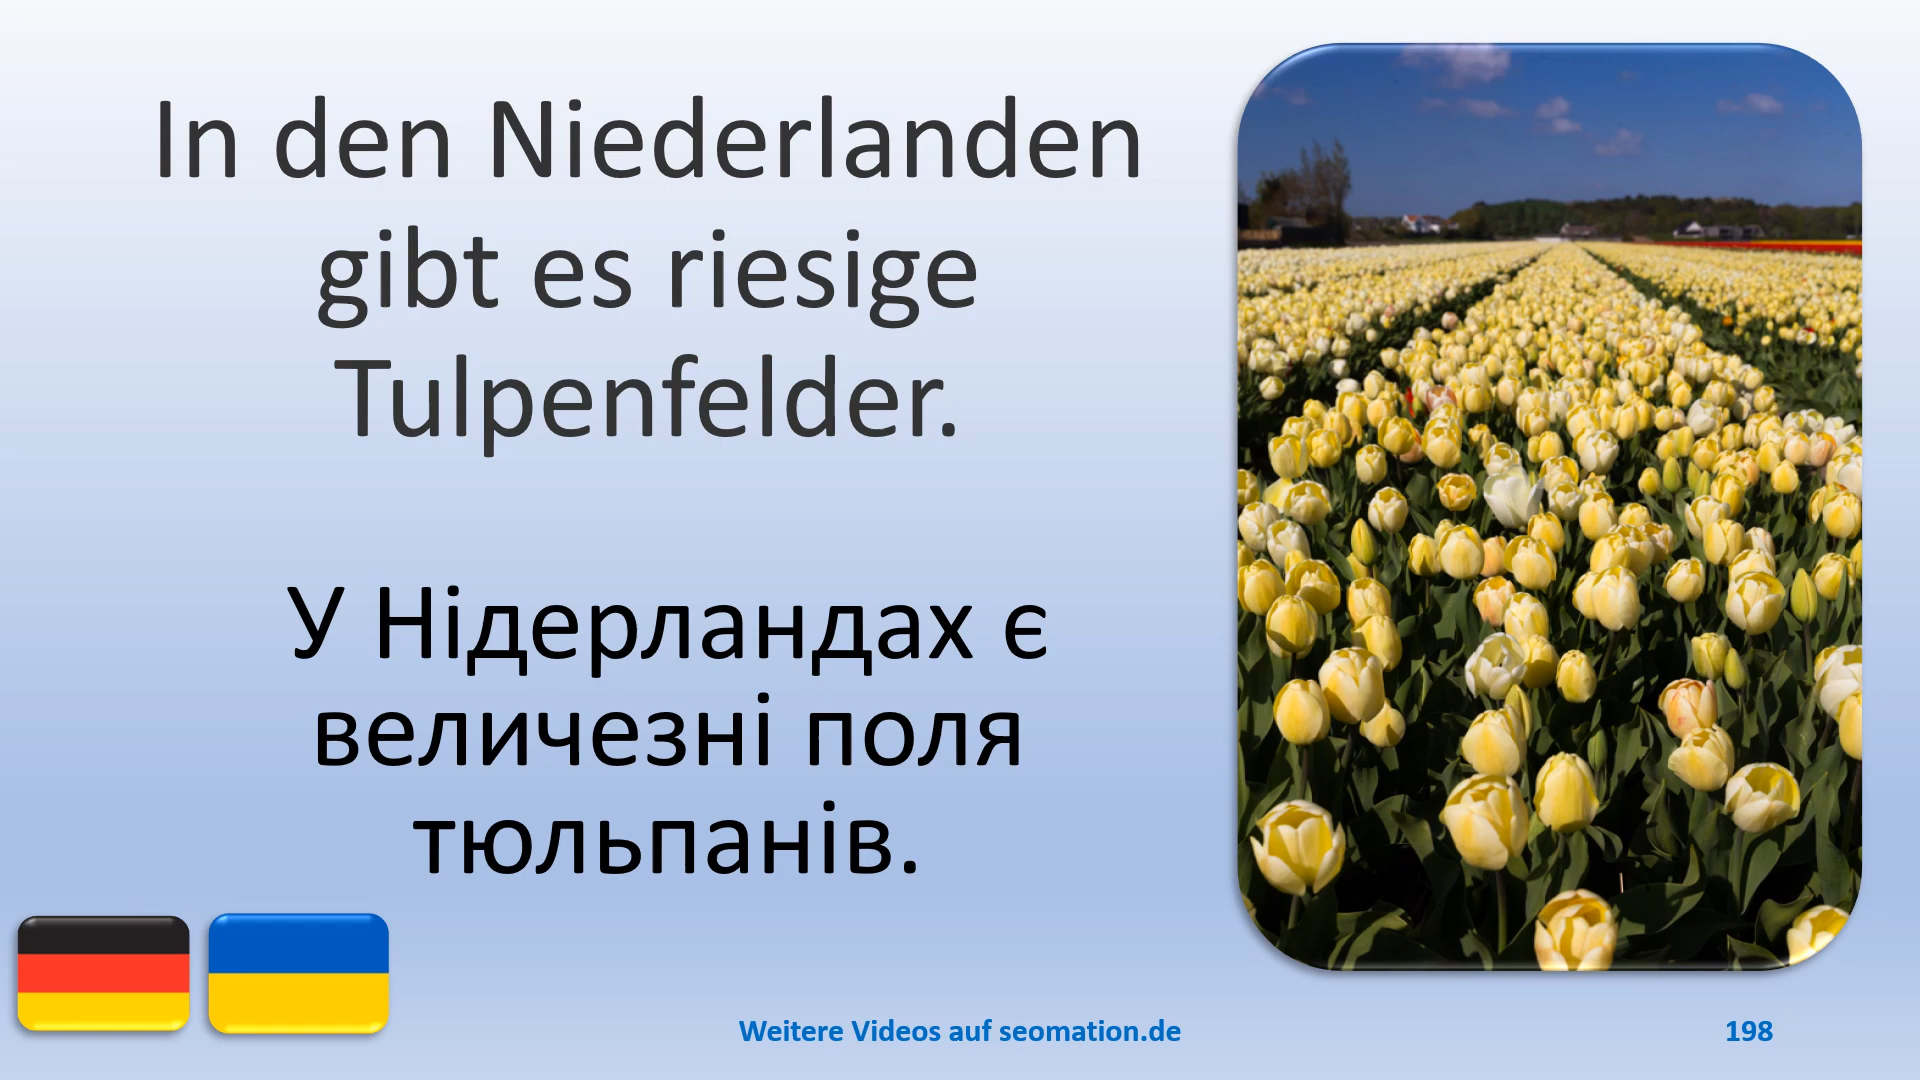 In den Niederlanden
gibt es riesige
Tulpenfelder.
У Нідерландах є
величезні поля
тюльпанів.
Weitere Videos auf seomation.de
198